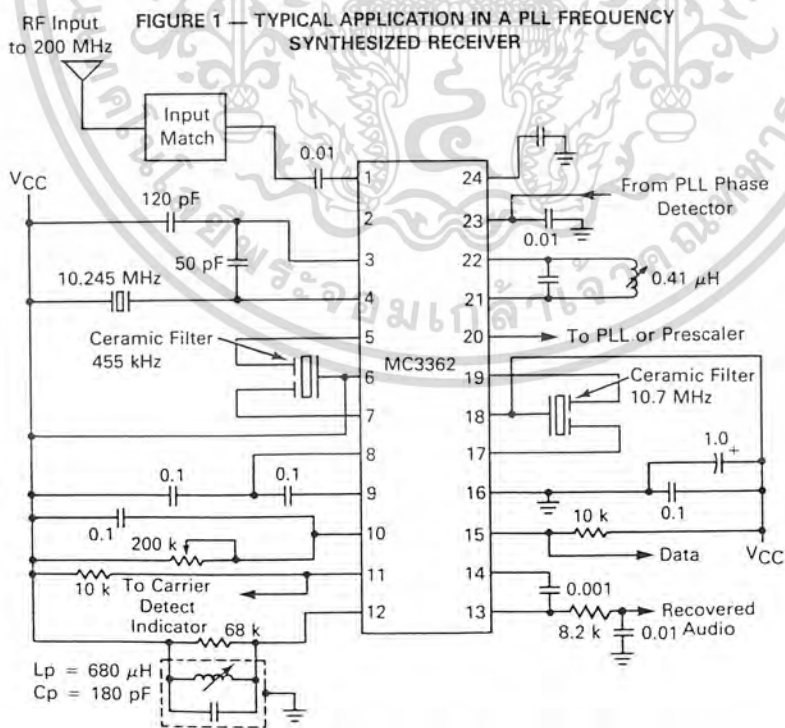 FIGURE 1 — TYPICAL APPLICATION IN A PLL FREQUENCY
SYNTHESIZED RECEIVER
RF Input
to 200 MHz
Input
Match
0.01
VCC
120 pF
50 pF
10.245 MHz
Ceramic Filter
455 kHz
0.1
0.1
0.1
200 k
10 k
To Carrier
Detect
Indicator
68 k
Lp = 680 μH
Cp = 180 pF
1
2
3
4
5
6
7
8
9
10
11
12
MC3362
24
23
22
21
20
19
18
17
16
15
14
13
From PLL Phase
Detector
0.01
0.41 μH
To PLL or Prescaler
Ceramic Filter
10.7 MHz
1.0
+
0.1
10 k
Data
VCC
0.001
8.2 k
0.01
Recovered
Audio